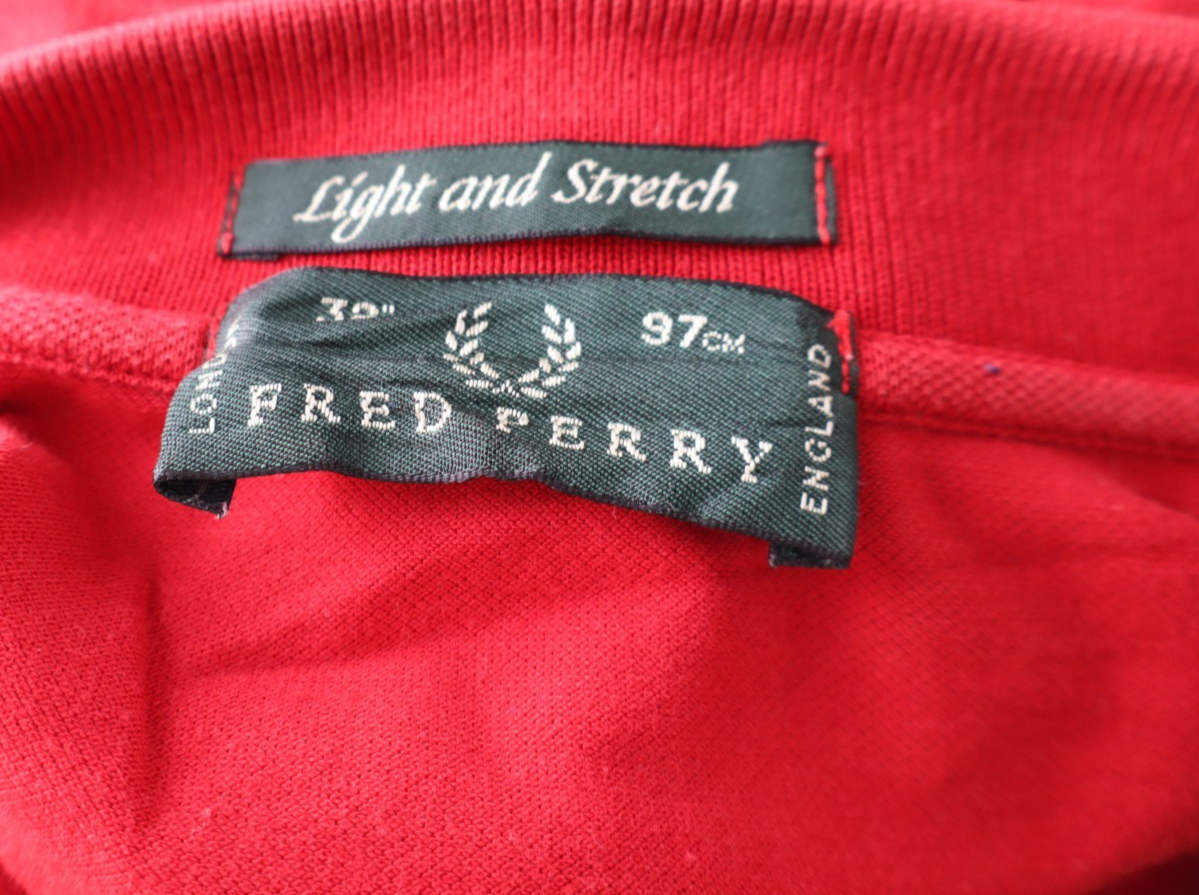 Light and Stretch
97CM
FRED PERRY
ENGLAND